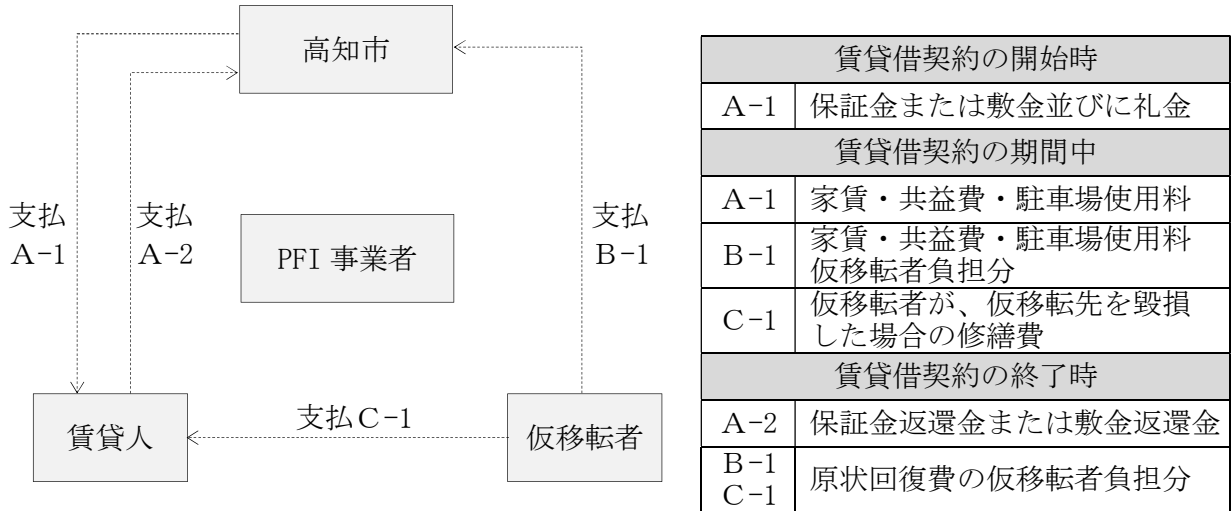 高知市
支払
A-1
支払
A-2
PFI 事業者
支払
B-1
賃貸人
支払C-1
仮移転者
賃貸借契約の開始時
A-1 保証金または敷金並びに礼金
賃貸借契約の期間中
A-1 家賃・共益費・駐車場使用料
B-1 家賃・共益費・駐車場使用料
仮移転者負担分
C-1 仮移転者が、仮移転先を毀損
した場合の修繕費
賃貸借契約の終了時
A-2 保証金返還金または敷金返還金
B-1
C-1
原状回復費の仮移転者負担分